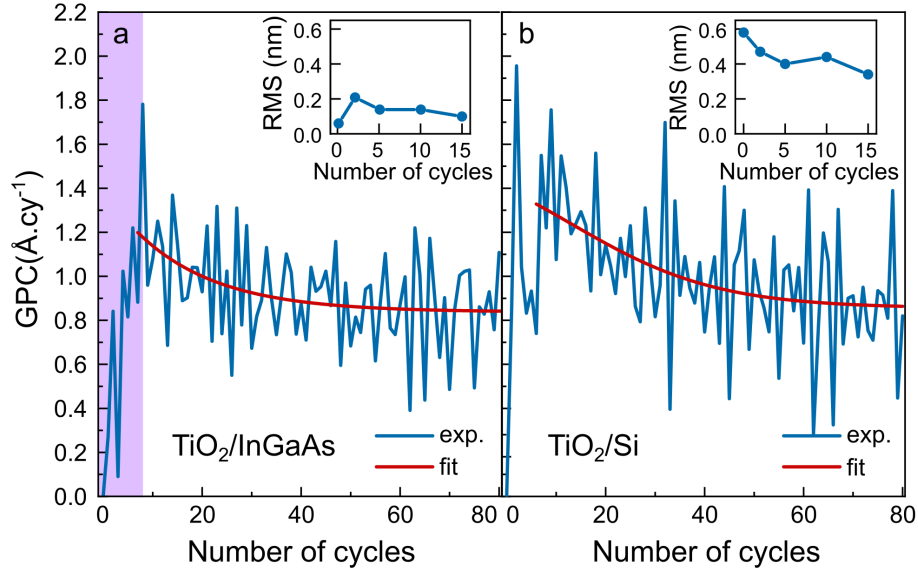 a
2.2
2.0
1.8
1.6
1.4
1.2
1.0
0.8
0.6
0.4
0.2
0.0
GPC(Å.cy⁻¹)
0 20 40 60 80
Number of cycles
TiO₂/InGaAs
exp.
fit
RMS (nm)
0.6
0.4
0.2
0.0
0 5 10 15
Number of cycles
b
0 20 40 60 80
Number of cycles
TiO₂/Si
exp.
fit
RMS (nm)
0.6
0.4
0.2
0.0
0 5 10 15
Number of cycles